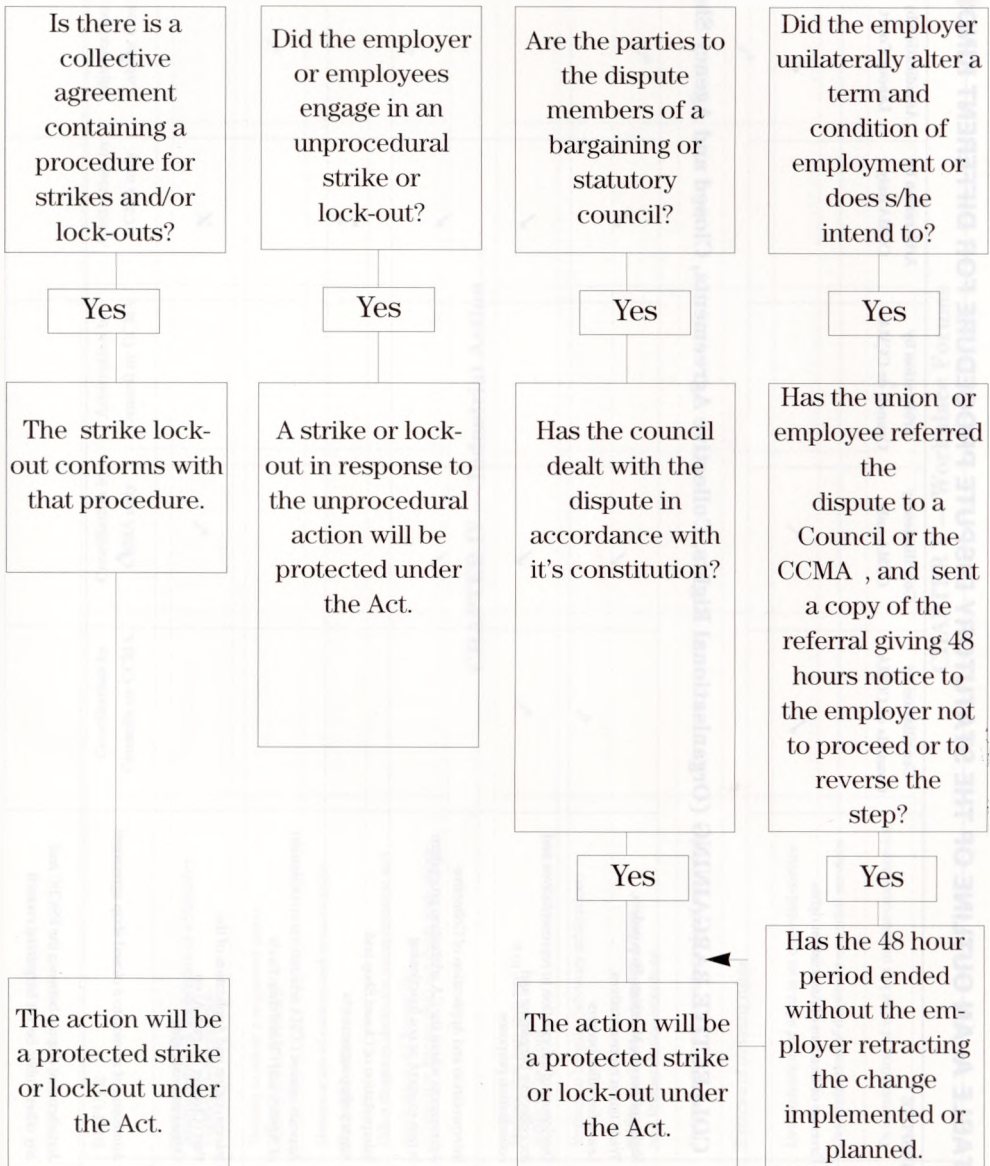 Is there is a
collective
agreement
containing a
procedure for
strikes and/or
lock-outs?
Yes
The strike lock-
out conforms with
that procedure.
The action will be
a protected strike
or lock-out under
the Act.
Did the employer
or employees
engage in an
unprocedural
strike or
lock-out?
Yes
A strike or lock-
out in response to
the unprocedural
action will be
protected under
the Act.
Are the parties to
the dispute
members of a
bargaining or
statutory
council?
Yes
Has the council
dealt with the
dispute in
accordance with
it's constitution?
Yes
The action will be
a protected strike
or lock-out under
the Act.
Did the employer
unilaterally alter a
term and
condition of
employment or
does s/he
intend to?
Yes
Has the union or
employee referred
the
dispute to a
Council or the
CCMA , and sent
a copy of the
referral giving 48
hours notice to
the employer not
to proceed or to
reverse the
step?
Yes
Has the 48 hour
period ended
without the em-
ployer retracting
the change
implemented or
planned.